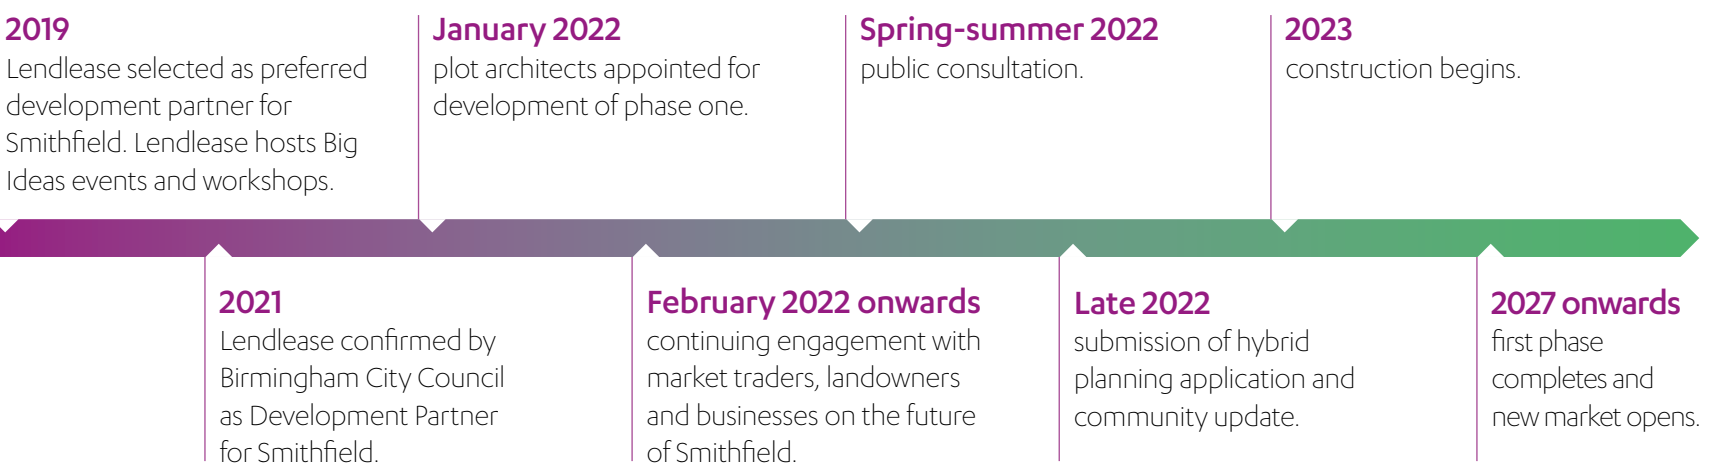 2019
Lendlease selected as preferred
development partner for
Smithfield. Lendlease hosts Big
Ideas events and workshops.
2021
Lendlease confirmed by
Birmingham City Council
as Development Partner
for Smithfield.
January 2022
plot architects appointed for
development of phase one.
February 2022 onwards
continuing engagement with
market traders, landowners
and businesses on the future
of Smithfield.
Spring-summer 2022
public consultation.
Late 2022
submission of hybrid
planning application and
community update.
2023
construction begins.
2027 onwards
first phase
completes and
new market opens.